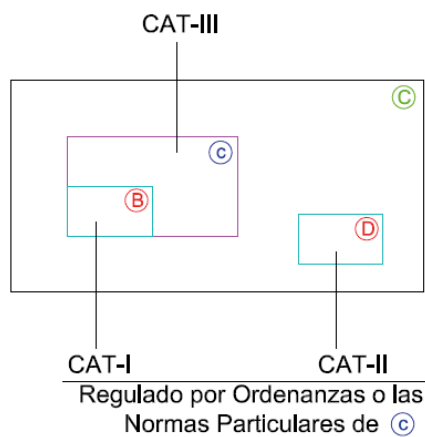 CAT-III
Ⓒ
ⓒ
Ⓑ
Ⓓ
CAT-I CAT-II
Regulado por Ordenanzas o las
Normas Particulares de ⓒ